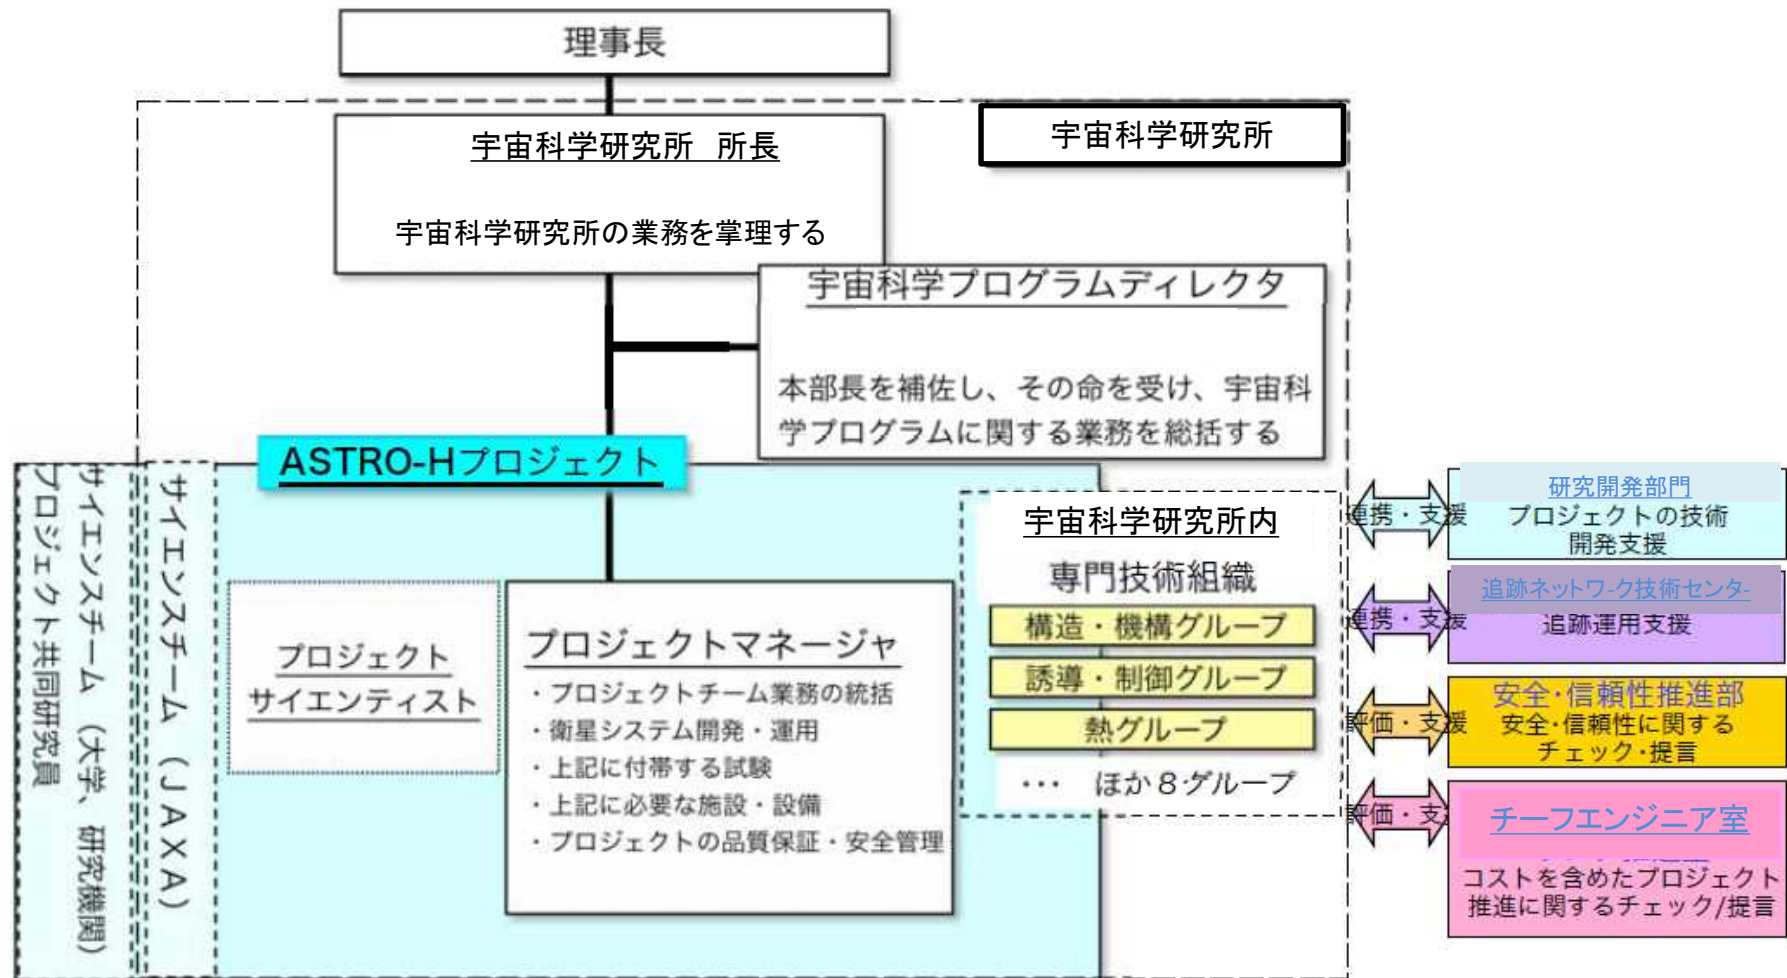 理事長
宇宙科学研究所 所長
宇宙科学研究所の業務を掌理する
宇宙科学研究所
宇宙科学プログラムディレクタ
本部長を補佐し、その命を受け、宇宙科
学プログラムに関する業務を総括する
ASTRO-Hプロジェクト
サイエンスチーム（大学、研究機関）
プロジェクト共同研究員
サイエンスチーム（JAXA）
プロジェクト
サイエンティスト
プロジェクトマネージャ
・プロジェクトチーム業務の統括
・衛星システム開発・運用
・上記に付帯する試験
・上記に必要な施設・設備
・プロジェクトの品質保証・安全管理
宇宙科学研究所内
専門技術組織
構造・機構グループ
誘導・制御グループ
熱グループ
… ほか８グループ
連携・支援
研究開発部門
プロジェクトの技術
開発支援
連携・支援
追跡ネットワ-ク技術センタ-
追跡運用支援
評価・支援
安全・信頼性推進部
安全・信頼性に関する
チェック・提言
評価・支援
チーフエンジニア室
コストを含めたプロジェクト
推進に関するチェック/提言